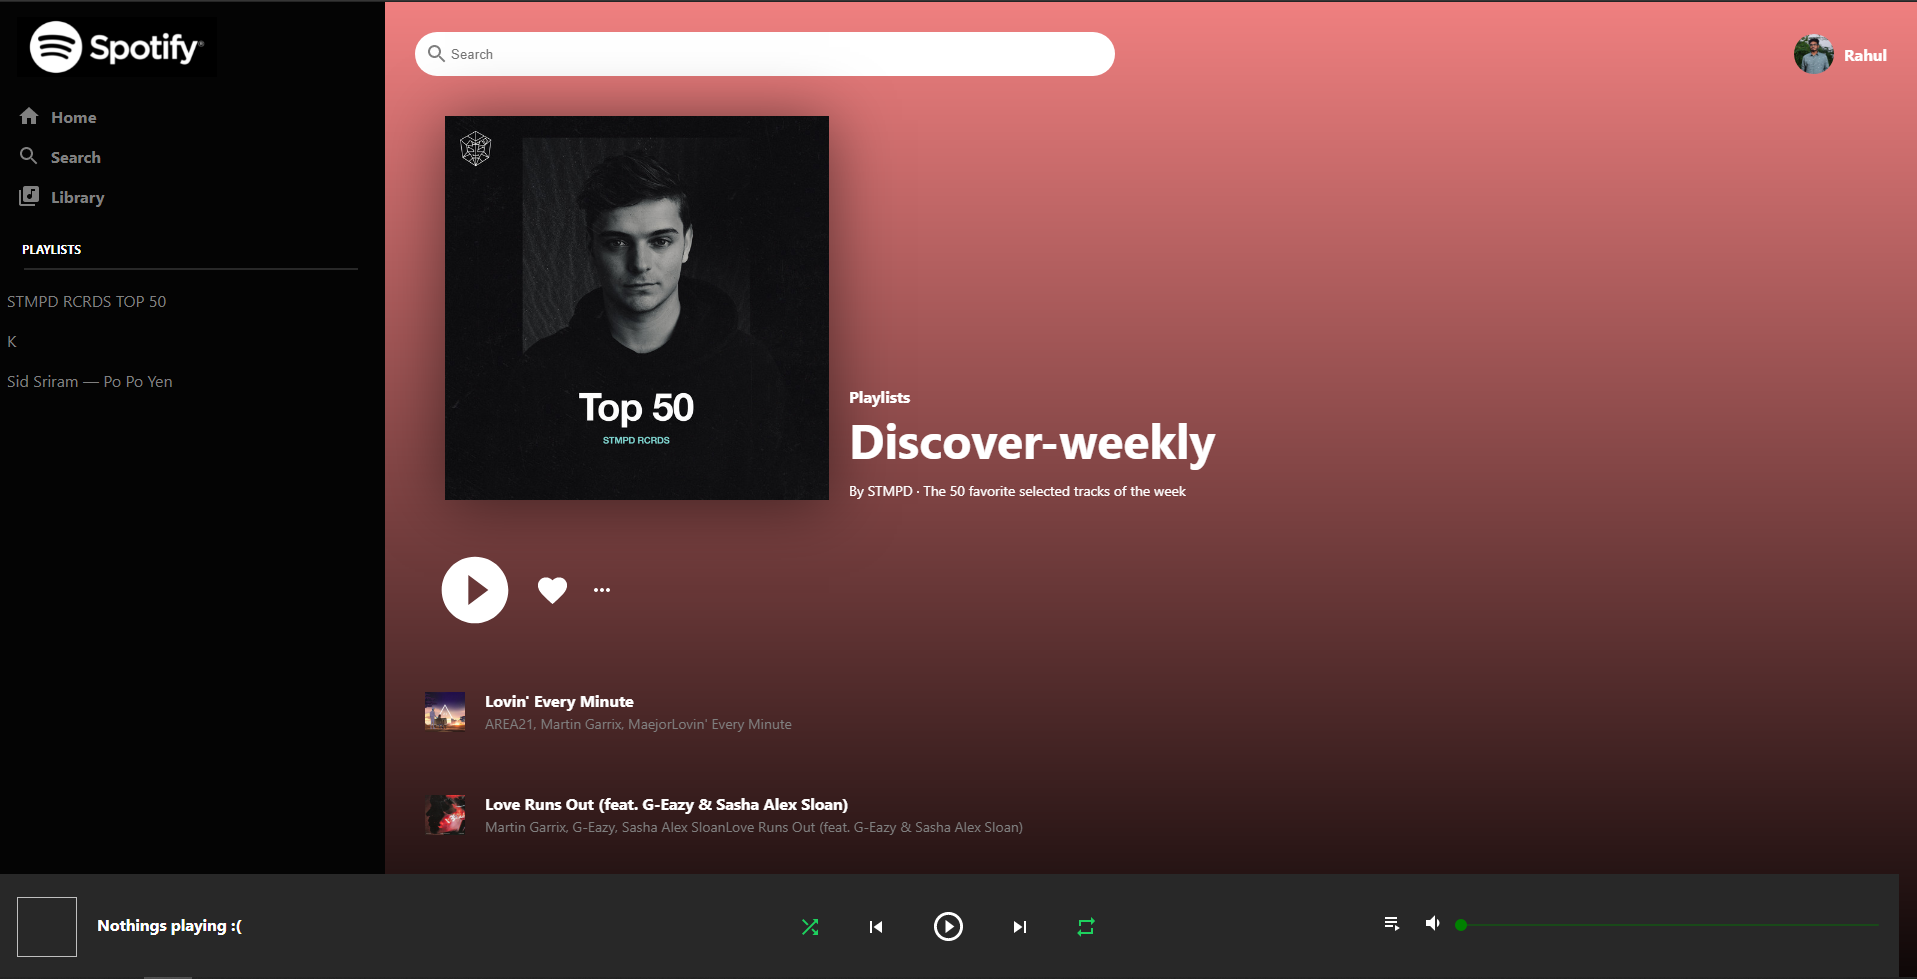 Spotify
Search
Rahul
Home
Search
Library
PLAYLISTS
STMPD RCRDS TOP 50
K
Sid Sriram — Po Po Yen
Top 50
STMPD RCRDS
Playlists
Discover-weekly
By STMPD · The 50 favorite selected tracks of the week
Lovin' Every Minute
AREA21, Martin Garrix, MaejorLovin' Every Minute
Love Runs Out (feat. G-Eazy & Sasha Alex Sloan)
Martin Garrix, G-Eazy, Sasha Alex SloanLove Runs Out (feat. G-Eazy & Sasha Alex Sloan)
Nothings playing :(